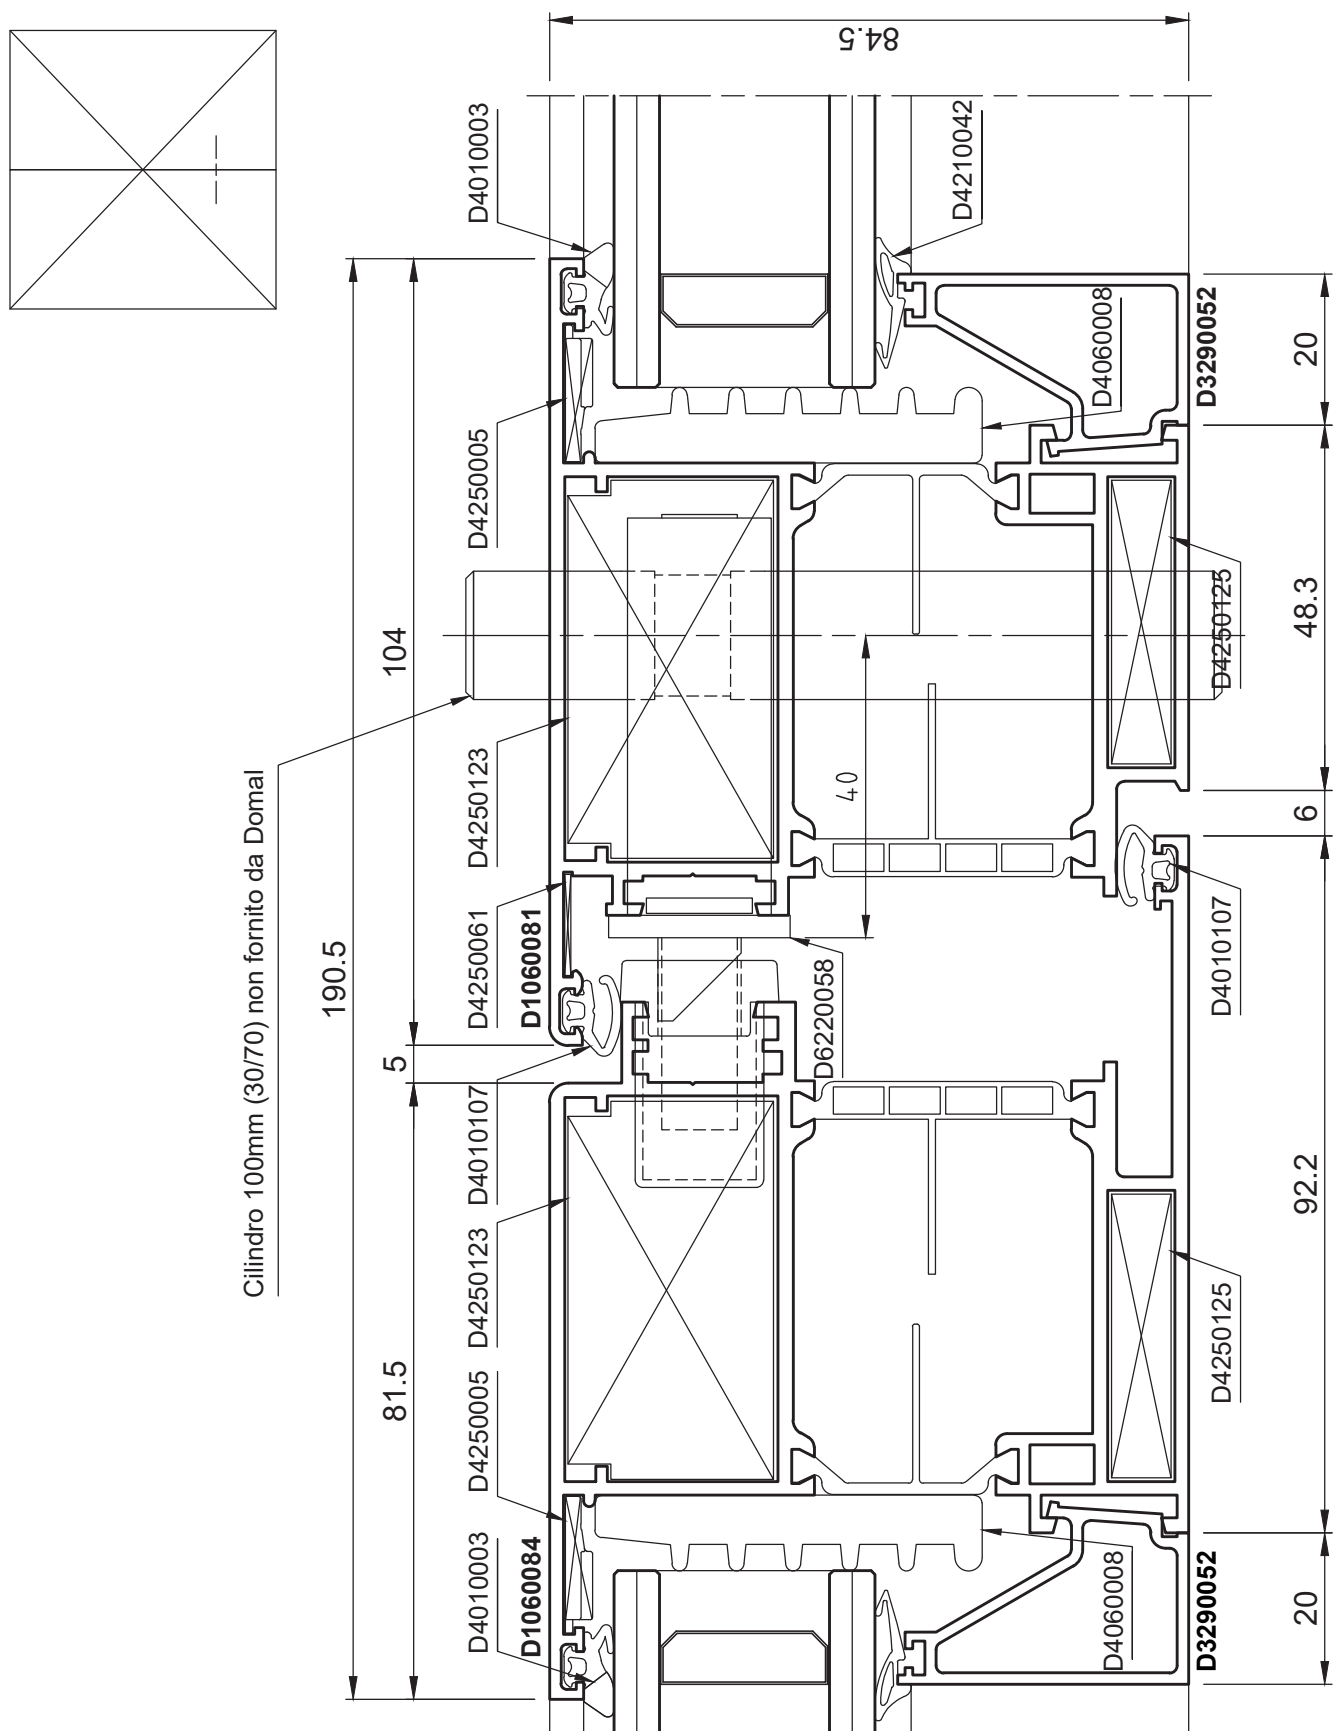 84.5
D4010003
D4210042
D4060008
D3290052
20
D4250005
104
D4250125
48.3
Cilindro 100mm (30/70) non fornito da Domal
190.5
D4250123
40
6
D4250061
D1060081
D6220058
D4010107
5
D4010107
D4250123
92.2
81.5
D4250005
D4250125
D4010003
D1060084
D4060008
D3290052
20